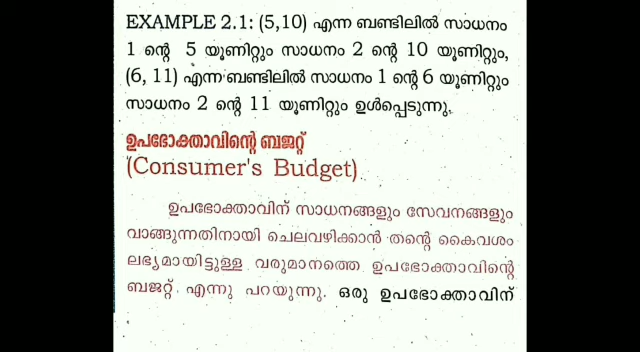 EXAMPLE 2.1: (5,10) എന്ന ബണ്ടിലിൽ സാധനം
1 ന്റെ 5 യൂണിറ്റും സാധനം 2 ന്റെ 10 യൂണിറ്റും,
(6, 11) എന്ന ബണ്ടിലിൽ സാധനം 1 ന്റെ 6 യൂണിറ്റും
സാധനം 2 ന്റെ 11 യൂണിറ്റും ഉൾപ്പെടുന്നു.
ഉപഭോക്താവിന്റെ ബജറ്റ്
(Consumer's Budget)
ഉപഭോക്താവിന് സാധനങ്ങളും സേവനങ്ങളും
വാങ്ങുന്നതിനായി ചെലവഴിക്കാൻ തന്റെ കൈവശം
ലഭ്യമായിട്ടുള്ള വരുമാനത്തെ ഉപഭോക്താവിന്റെ
ബജറ്റ് എന്നു പറയുന്നു. ഒരു ഉപഭോക്താവിന്